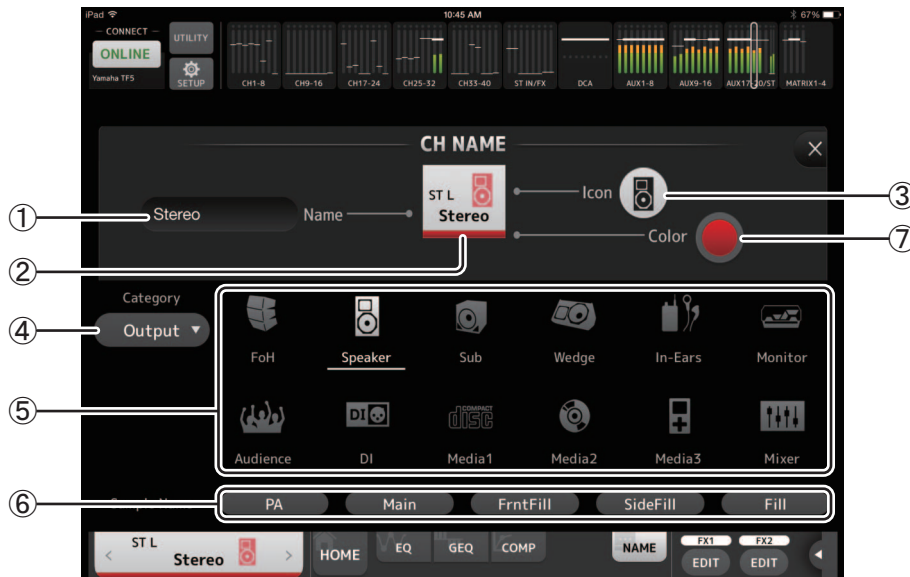 iPad 10:45 AM 67%
CONNECT
ONLINE
Yamaha TF5
UTILITY
SETUP
CH1-8 CH9-16 CH17-24 CH25-32 CH33-40 ST IN/FX DCA AUX1-8 AUX9-16 AUX17-20/ST MATRIX1-4
CH NAME
×
① Stereo Name
ST L
Stereo
②
Icon ③
Color ⑦
Category
④ Output ▼
⑤
FoH Speaker Sub Wedge In-Ears Monitor
DI
COMPACT
disc
Audience DI Media1 Media2 Media3 Mixer
⑥ PA Main FrntFill SideFill Fill
< ST L
Stereo >
HOME EQ GEQ COMP NAME
FX1 EDIT
FX2 EDIT